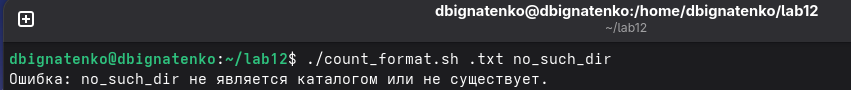 dbignatenko@dbignatenko:/home/dbignatenko/lab12
~/lab12
dbignatenko@dbignatenko:~/lab12$ ./count_format.sh .txt no_such_dir
Ошибка: no_such_dir не является каталогом или не существует.